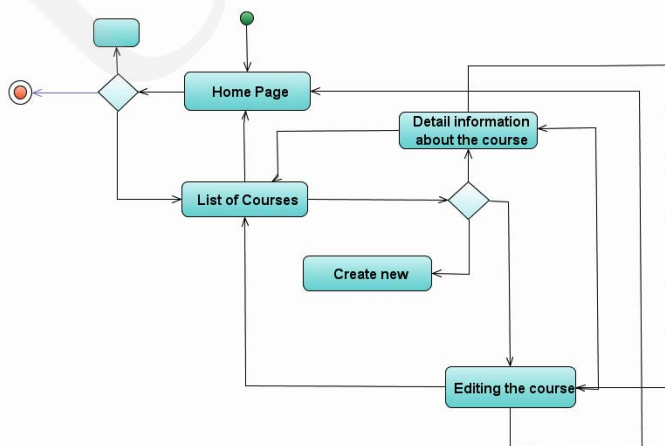 Home Page
Detail information
about the course
List of Courses
Create new
Editing the course